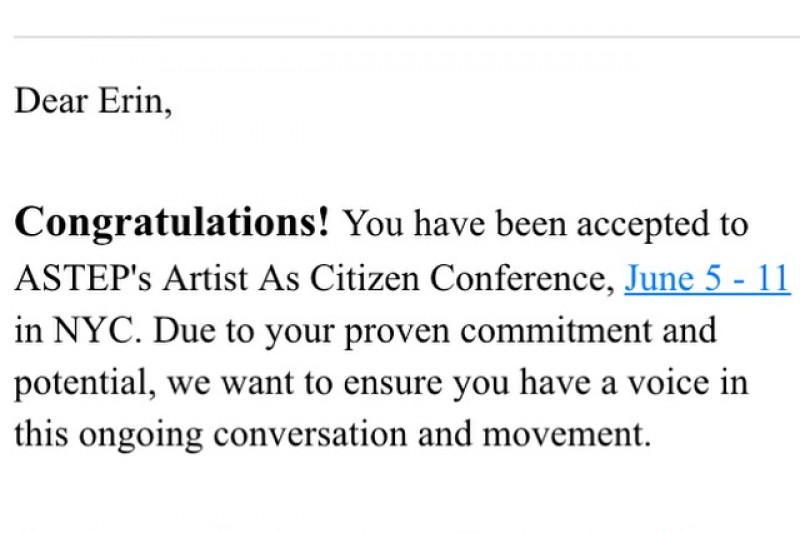 Dear Erin,
Congratulations! You have been accepted to
ASTEP's Artist As Citizen Conference, June 5 - 11
in NYC. Due to your proven commitment and
potential, we want to ensure you have a voice in
this ongoing conversation and movement.